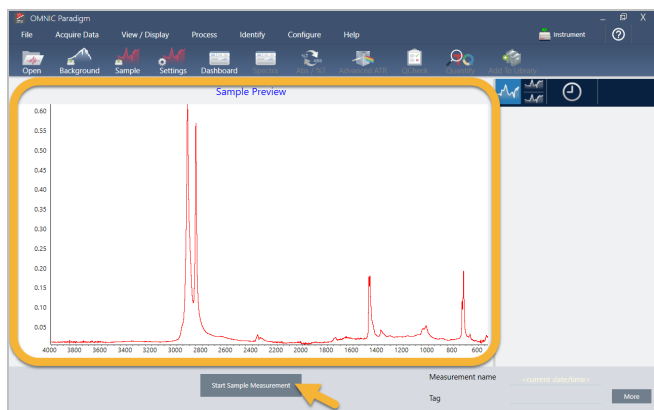 OMNIC Paradigm
File Acquire Data View / Display Process Identify Configure Help Instrument
Open Background Sample Settings Dashboard Spectra Abs / %T Advanced ATR QCheck Quantity Add To Library
Sample Preview
0.60
0.55
0.50
0.45
0.40
0.35
0.30
0.25
0.20
0.15
0.10
0.05
4000 3800 3600 3400 3200 3000 2800 2600 2400 2200 2000 1800 1600 1400 1200 1000 800 600
Start Sample Measurement
Measurement name <current date/time>
Tag
More